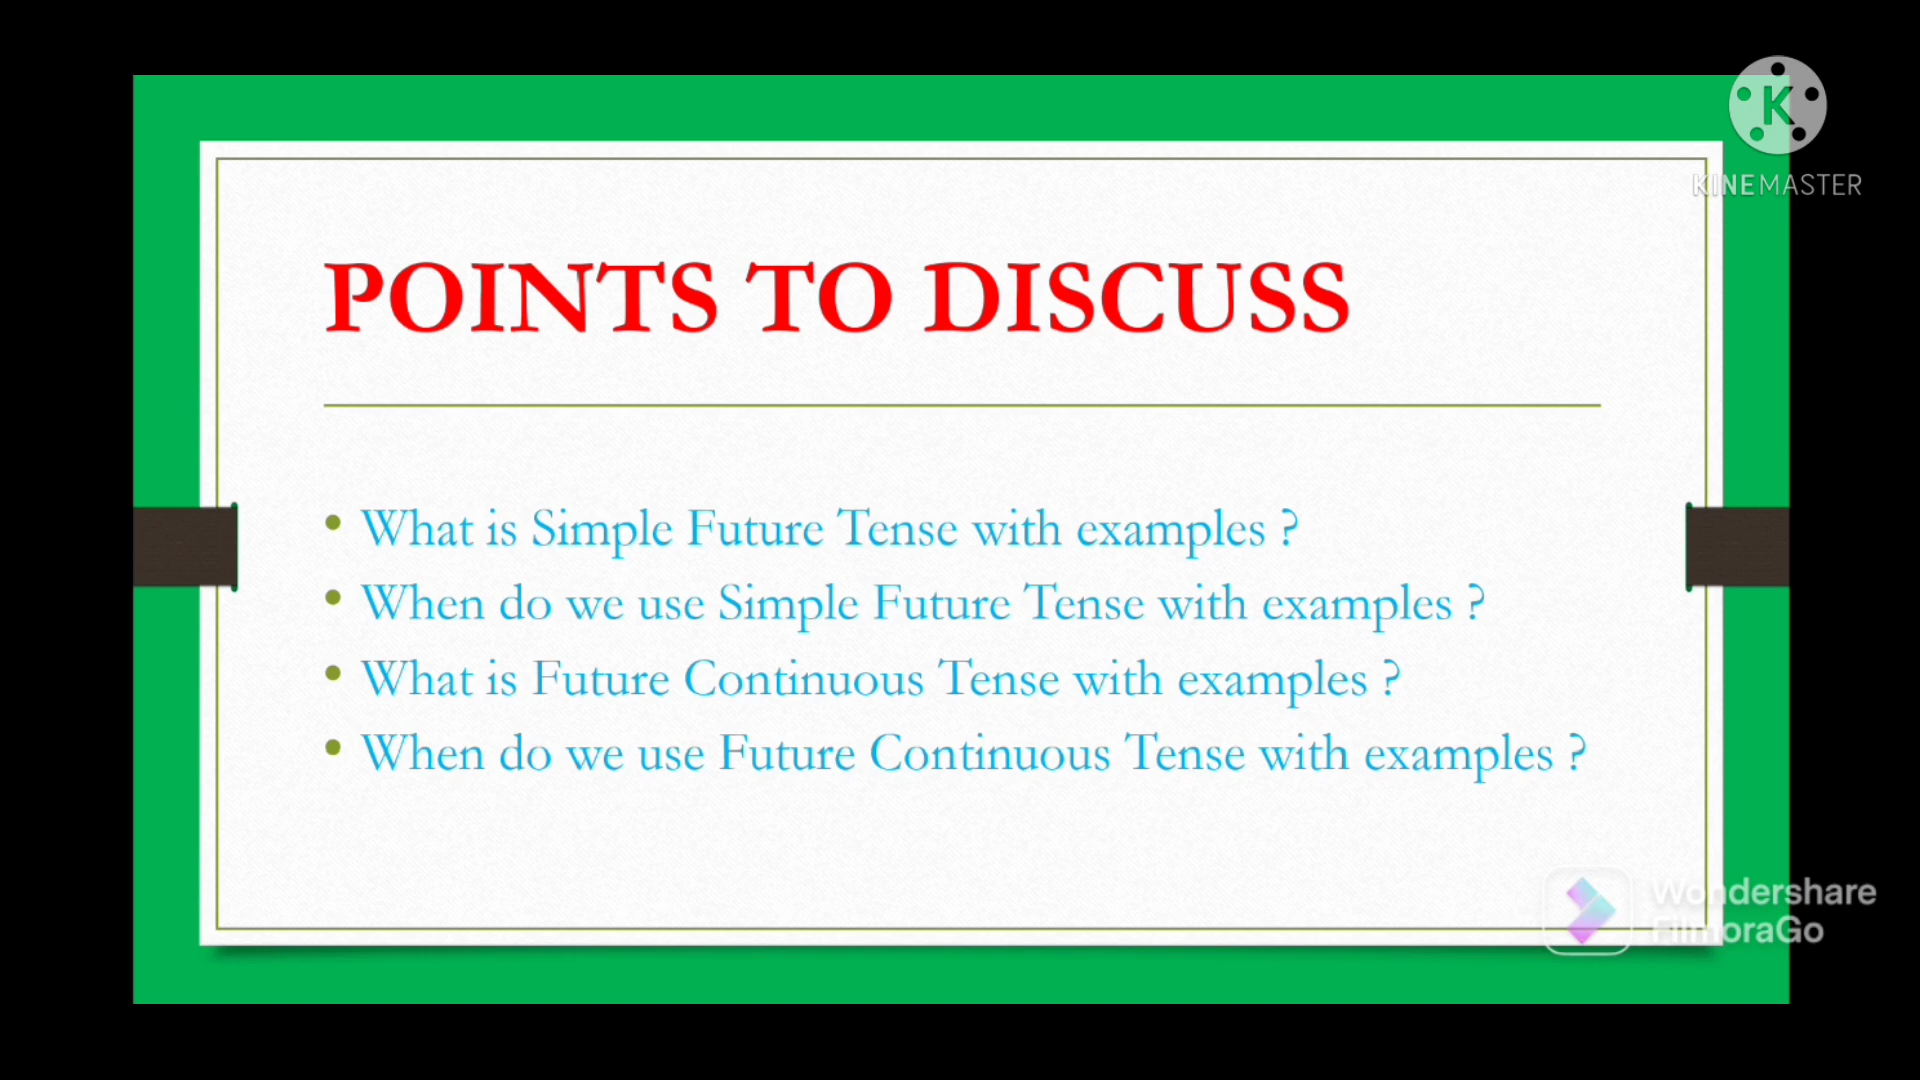 K
KINEMASTER
POINTS TO DISCUSS
• What is Simple Future Tense with examples ?
• When do we use Simple Future Tense with examples ?
• What is Future Continuous Tense with examples ?
• When do we use Future Continuous Tense with examples ?
Wondershare
FilmoraGo